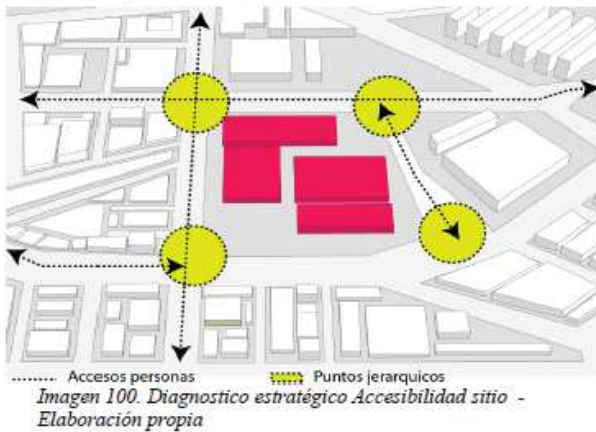 Accesos personas Puntos jerarquicos
Imagen 100. Diagnostico estratégico Accesibilidad sitio -
Elaboración propia